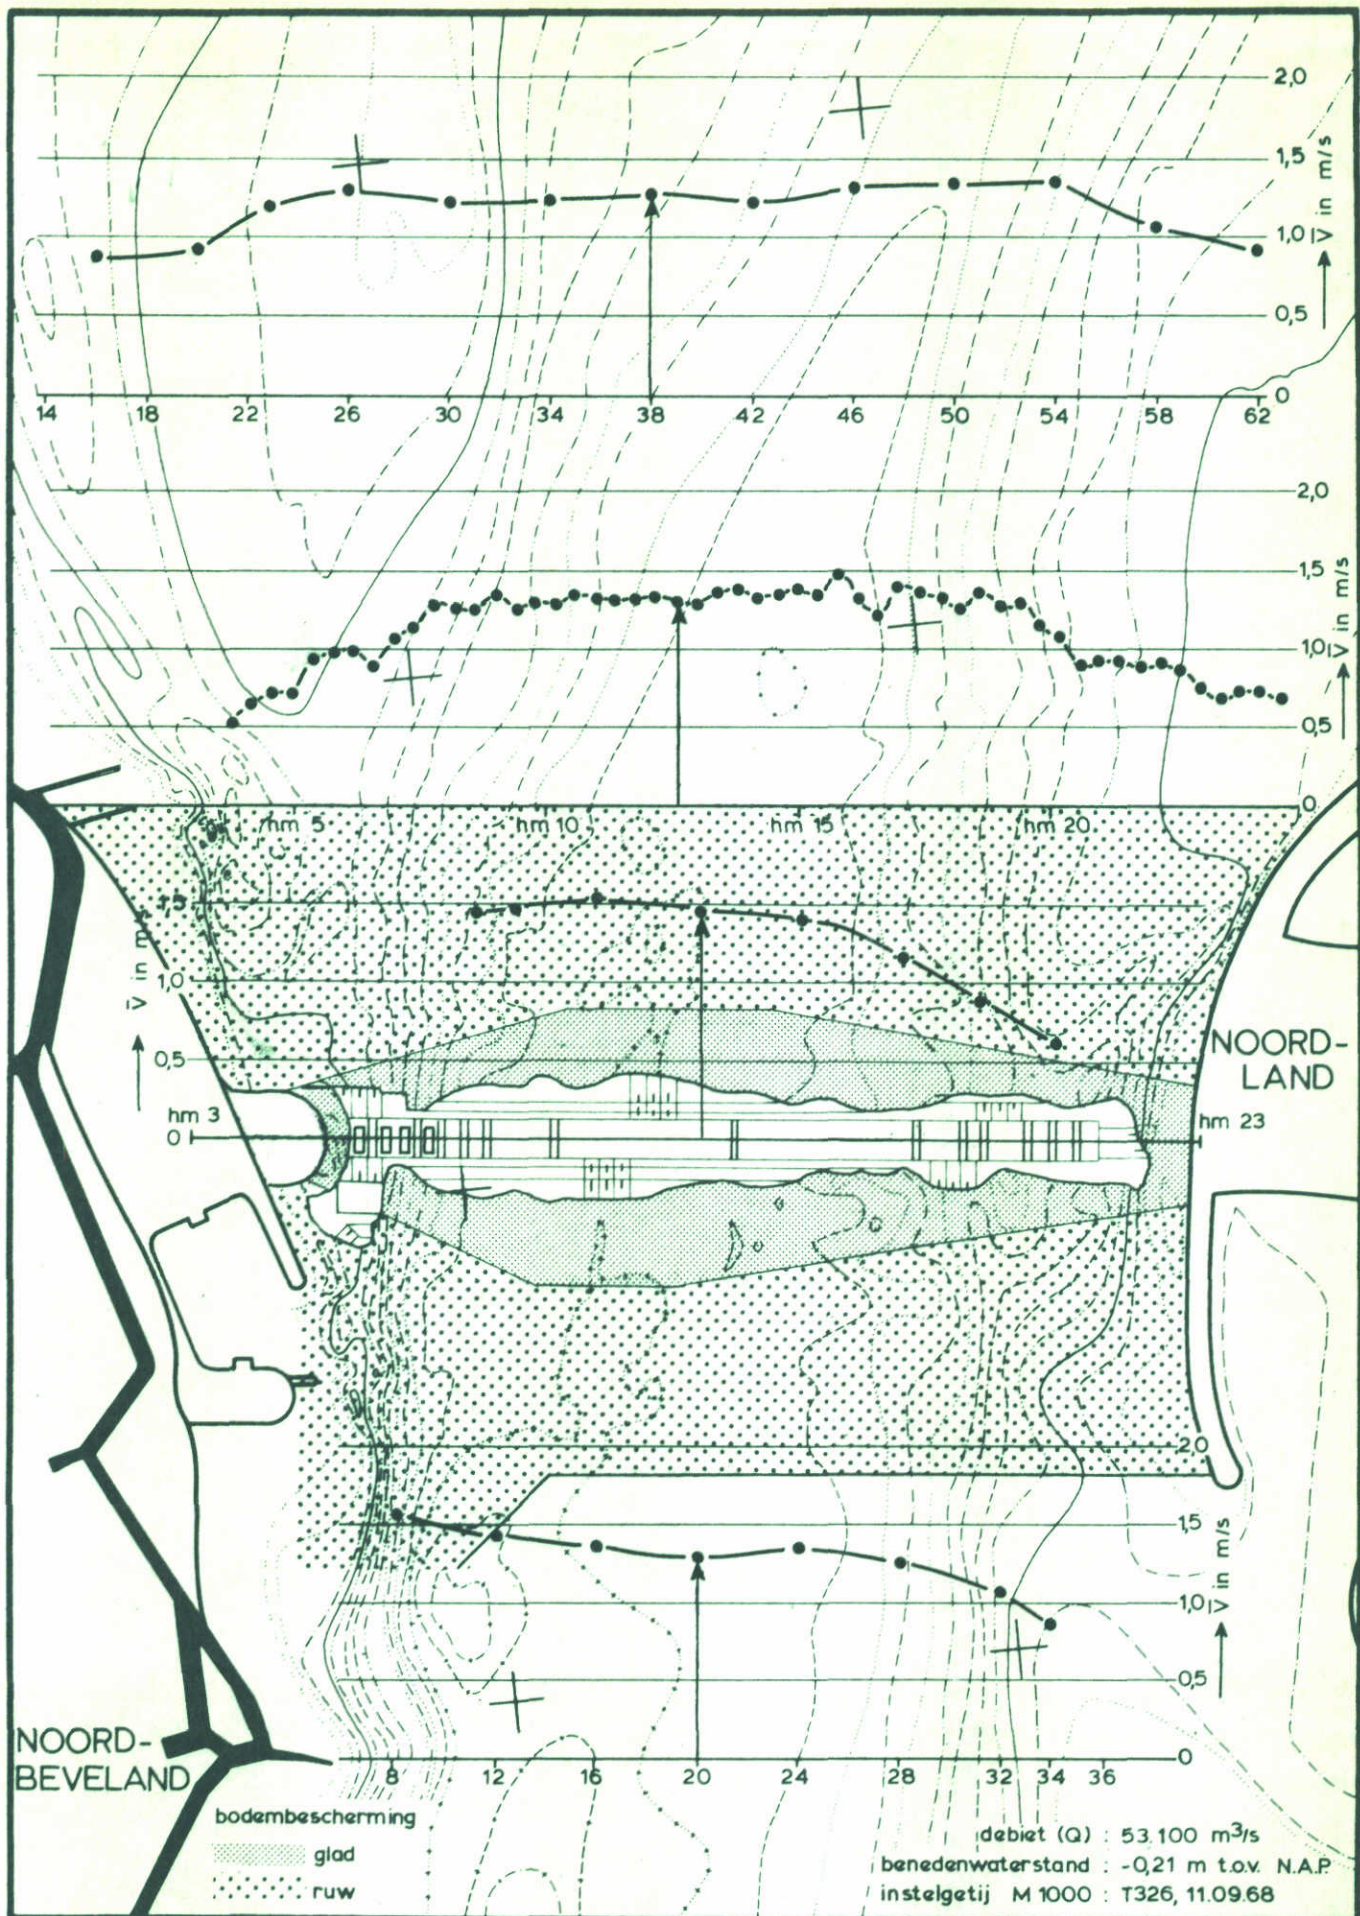 2,0
1,5
1,0
0,5
0
V̅ in m/s
14 18 22 26 30 34 38 42 46 50 54 58 62
2,0
1,5
1,0
0,5
0
V̅ in m/s
hm 5 hm 10 hm 15 hm 20
1,5
1,0
0,5
0
V̅ in m/s
hm 3
hm 23
NOORD-
LAND
2,0
1,5
1,0
0,5
0
V̅ in m/s
8 12 16 20 24 28 32 34 36
NOORD-
BEVELAND
bodembescherming
glad
ruw
debiet (Q) : 53.100 m³/s
benedenwaterstand : -0,21 m t.o.v. N.A.P.
instelgetij M 1000 : T326, 11.09.68